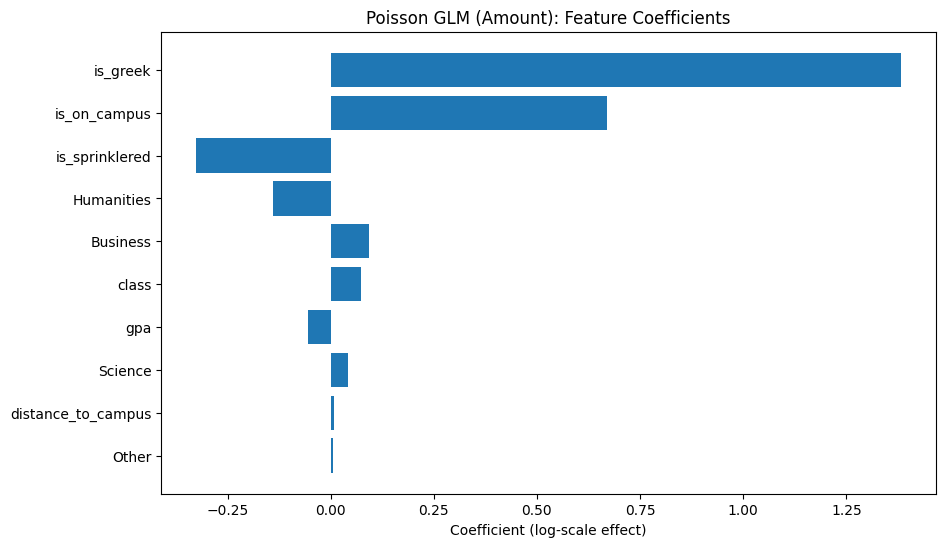 Poisson GLM (Amount): Feature Coefficients
is_greek
is_on_campus
is_sprinklered
Humanities
Business
class
gpa
Science
distance_to_campus
Other
−0.25 0.00 0.25 0.50 0.75 1.00 1.25
Coefficient (log-scale effect)